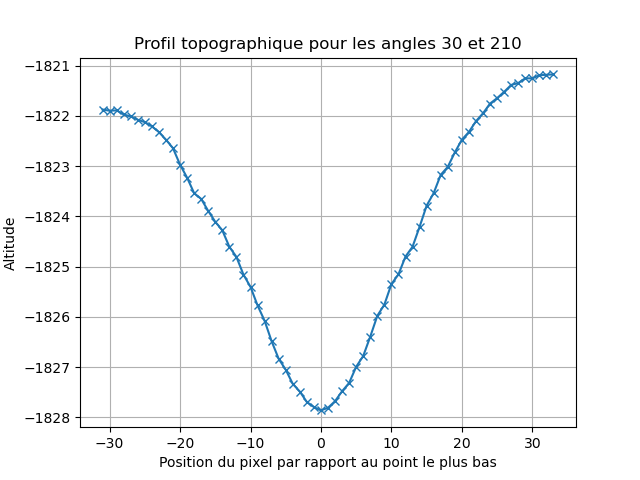 Profil topographique pour les angles 30 et 210
−1821
−1822
−1823
−1824
−1825
−1826
−1827
−1828
Altitude
−30 −20 −10 0 10 20 30
Position du pixel par rapport au point le plus bas